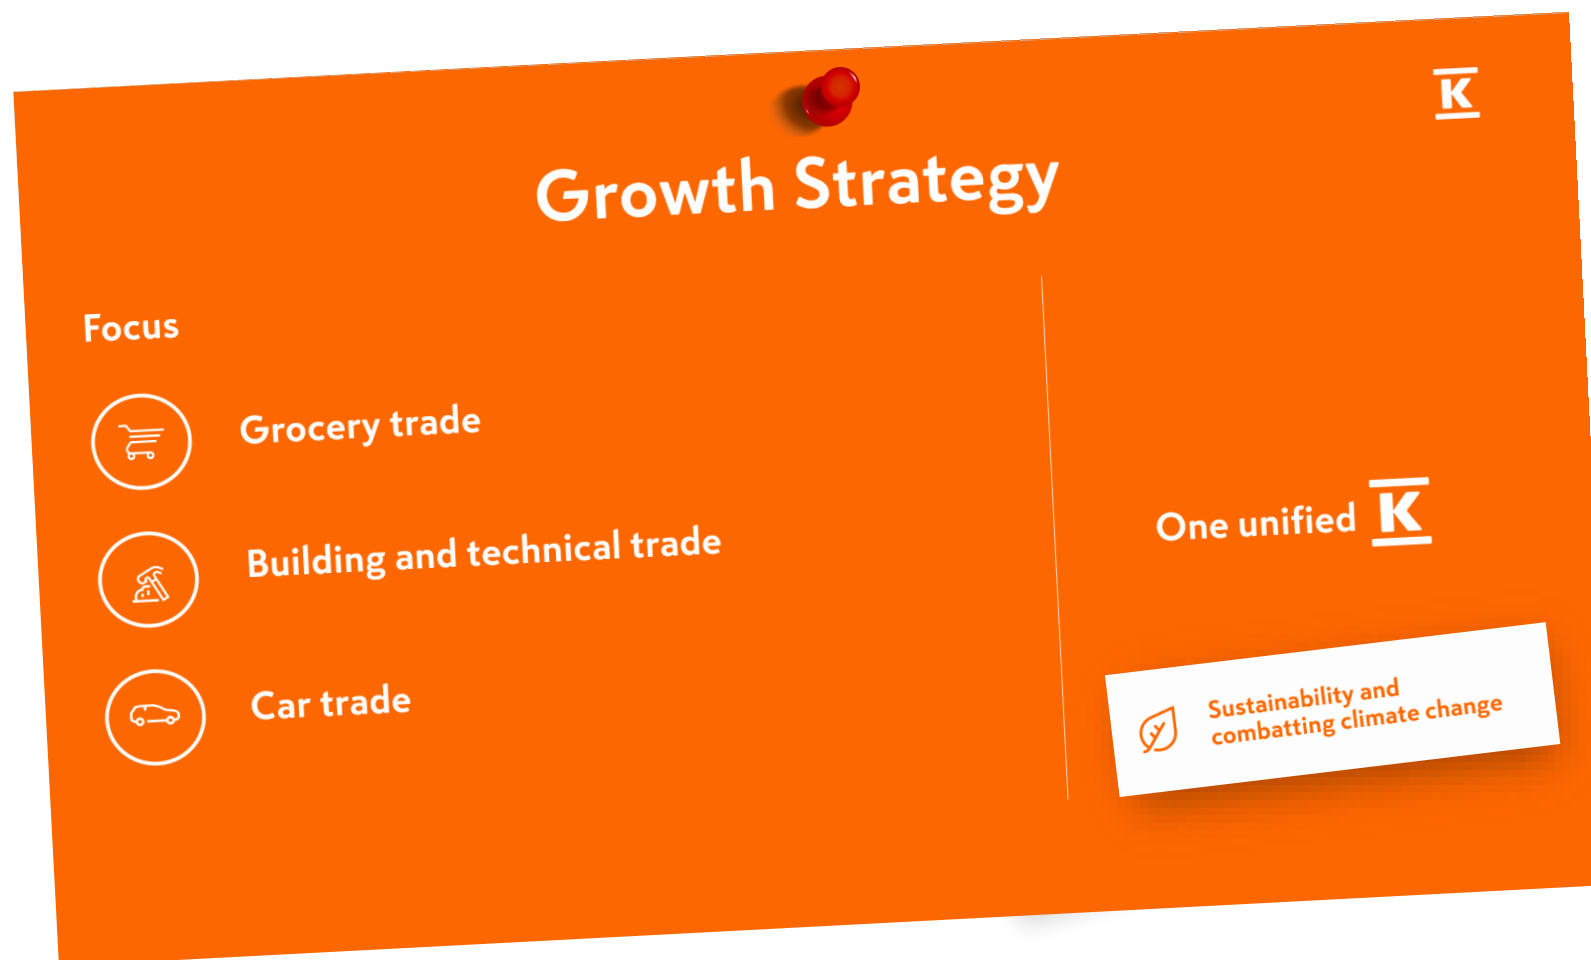 K
Growth Strategy
Focus
Grocery trade
Building and technical trade
Car trade
One unified K
Sustainability and
combatting climate change